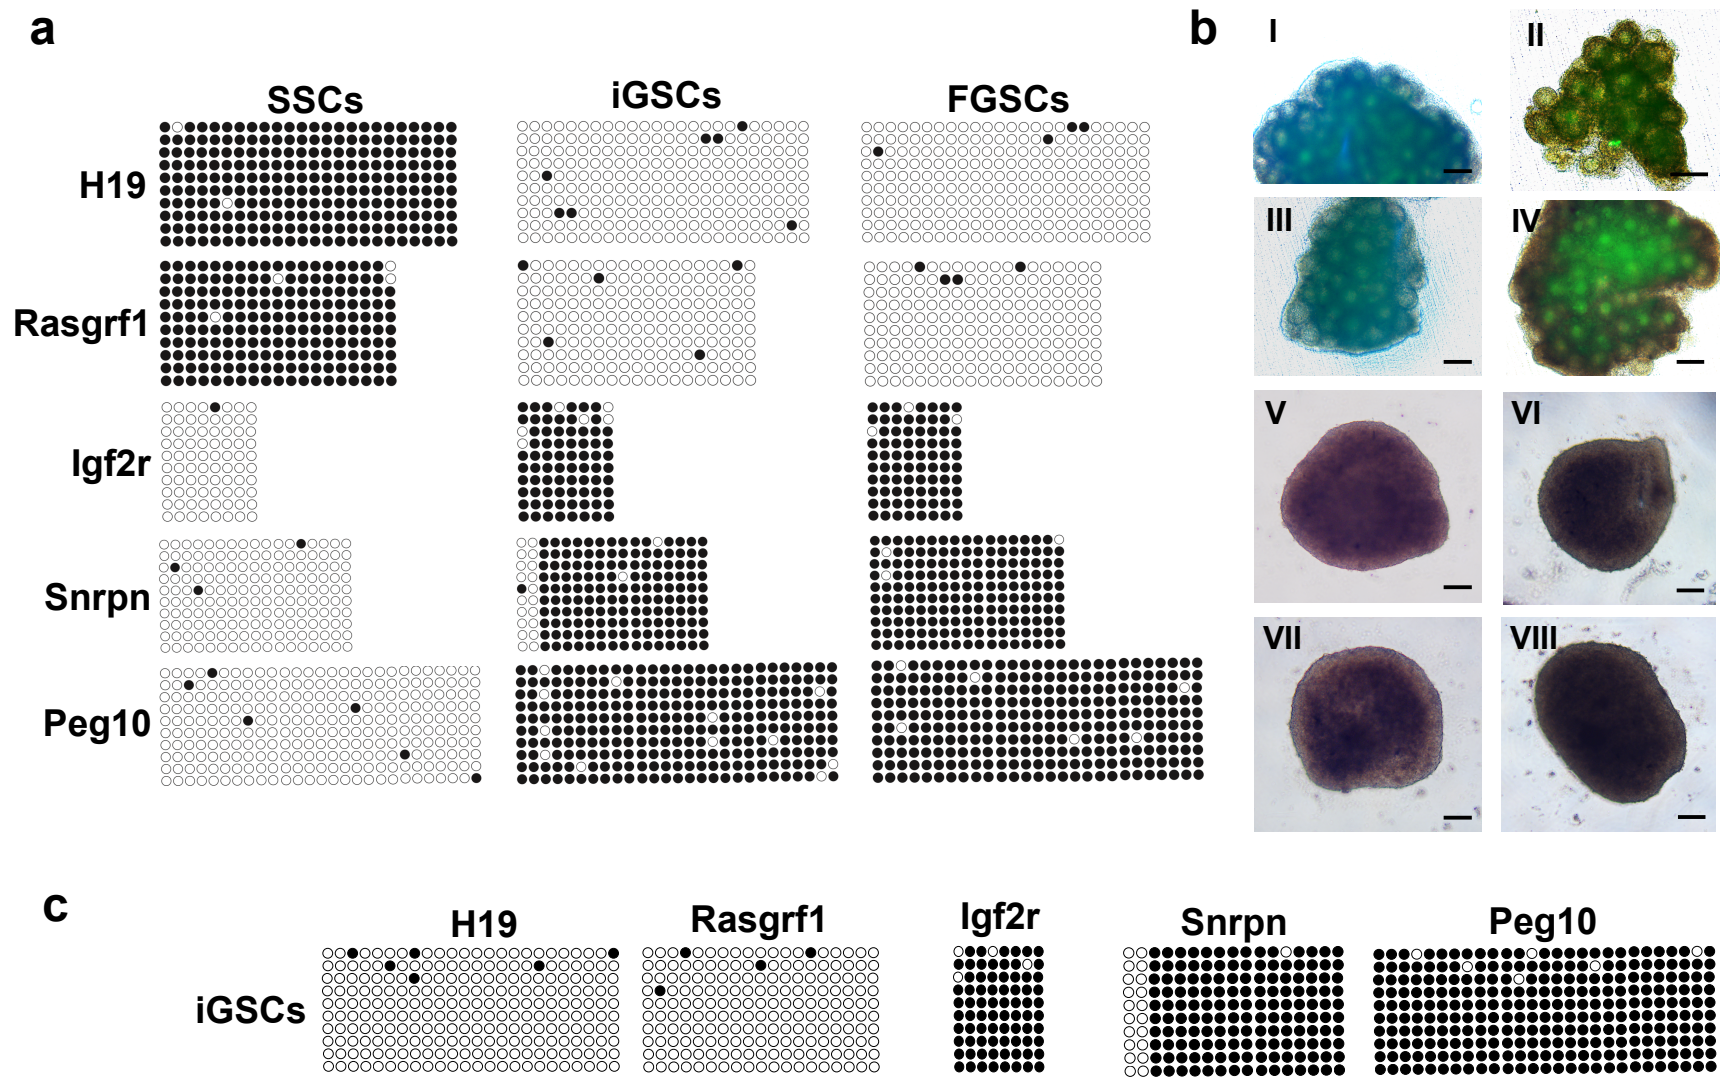 a
SSCs
iGSCs
FGSCs
H19
Rasgrf1
Igf2r
Snrpn
Peg10
b
I
II
III
IV
V
VI
VII
VIII
c
H19
Rasgrf1
Igf2r
Snrpn
Peg10
iGSCs